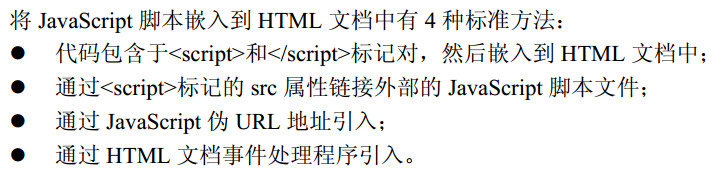 将 JavaScript 脚本嵌入到 HTML 文档中有 4 种标准方法：
● 代码包含于<script>和</script>标记对，然后嵌入到 HTML 文档中；
● 通过<script>标记的 src 属性链接外部的 JavaScript 脚本文件；
● 通过 JavaScript 伪 URL 地址引入；
● 通过 HTML 文档事件处理程序引入。